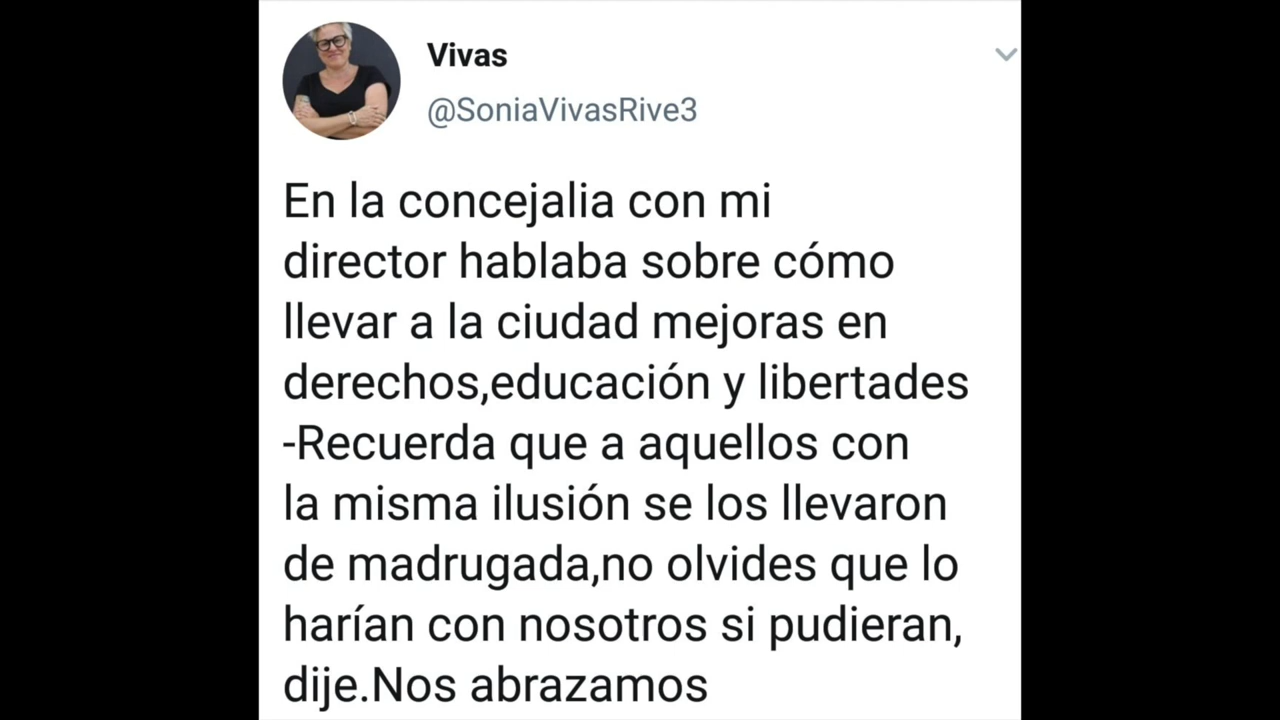 Vivas
@SoniaVivasRive3
En la concejalia con mi
director hablaba sobre cómo
llevar a la ciudad mejoras en
derechos,educación y libertades
-Recuerda que a aquellos con
la misma ilusión se los llevaron
de madrugada,no olvides que lo
harían con nosotros si pudieran,
dije.Nos abrazamos